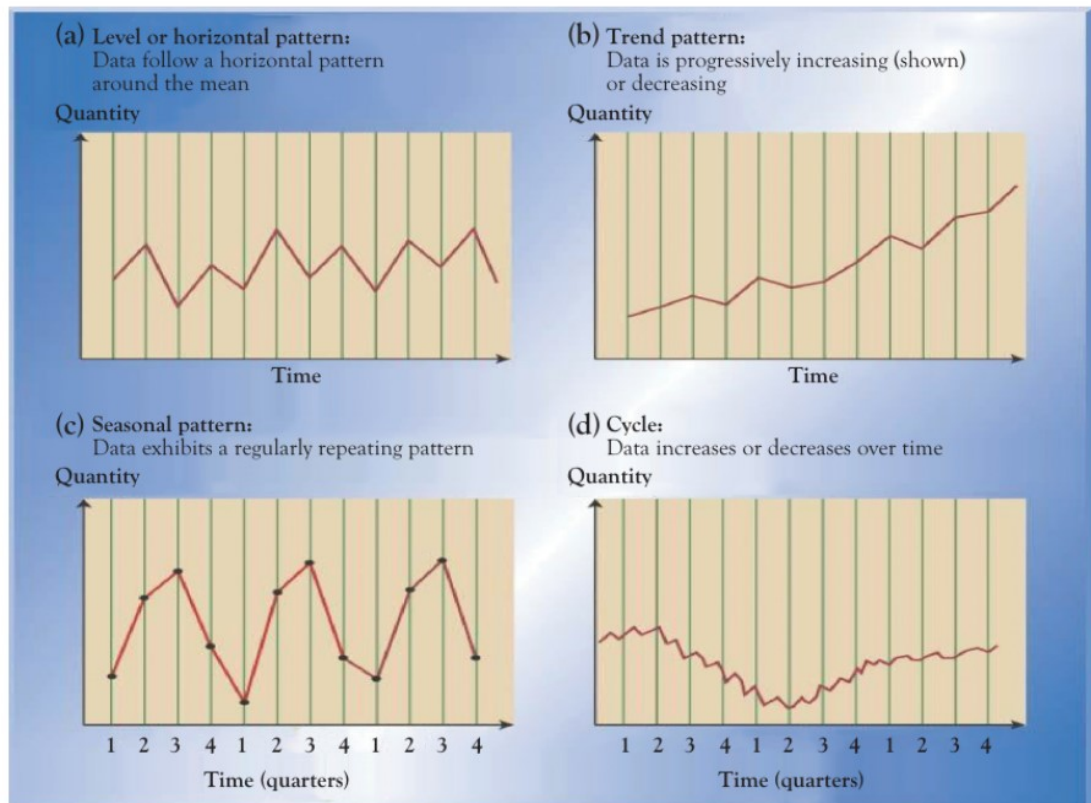 (a) Level or horizontal pattern:
Data follow a horizontal pattern
around the mean
Quantity
Time
(b) Trend pattern:
Data is progressively increasing (shown)
or decreasing
Quantity
Time
(c) Seasonal pattern:
Data exhibits a regularly repeating pattern
Quantity
1 2 3 4 1 2 3 4 1 2 3 4
Time (quarters)
(d) Cycle:
Data increases or decreases over time
Quantity
1 2 3 4 1 2 3 4 1 2 3 4
Time (quarters)